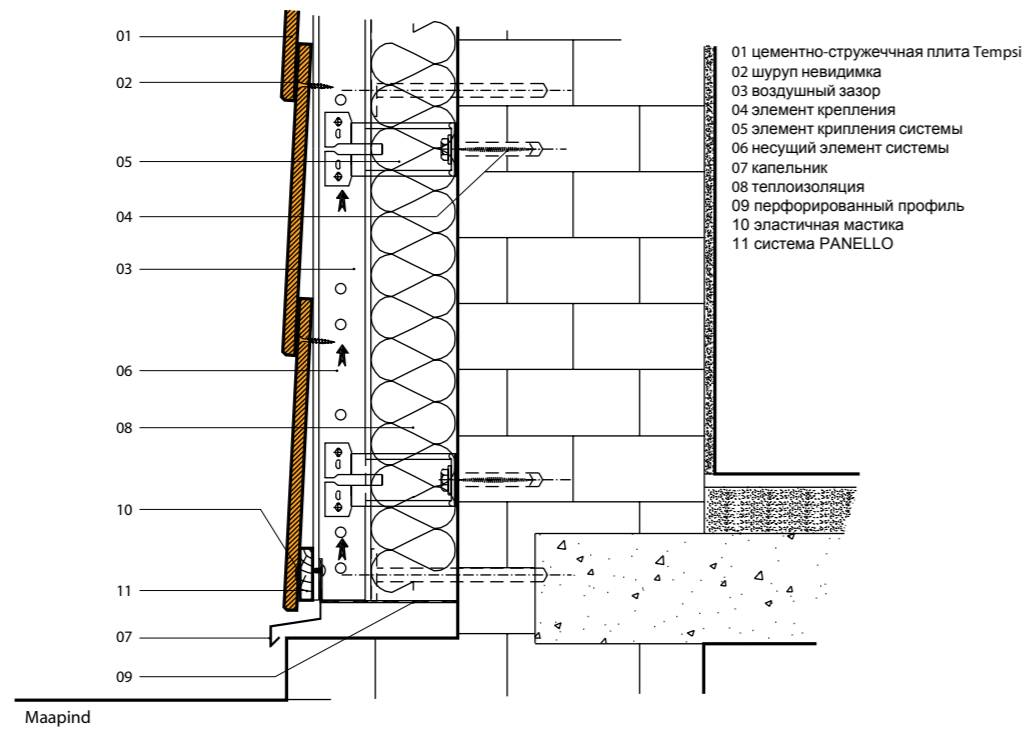 01
02
05
04
03
06
08
10
11
07
09
Maapind
01 цементно-стружеччная плита Tempsi
02 шуруп невидимка
03 воздушный зазор
04 элемент крепления
05 элемент крипления системы
06 несущий элемент системы
07 капельник
08 теплоизоляция
09 перфорированный профиль
10 эластичная мастика
11 система PANELLO